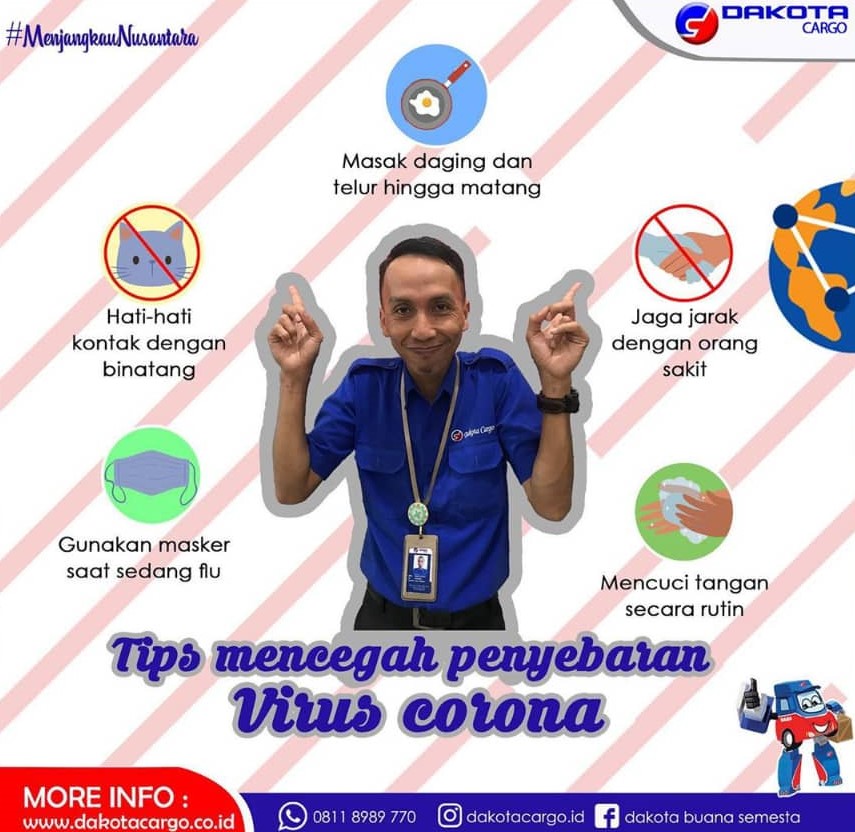 #MenjangkauNusantara
DAKOTA
CARGO
Masak daging dan
telur hingga matang
Hati-hati
kontak dengan
binatang
Jaga jarak
dengan orang
sakit
Dakota Cargo
Gunakan masker
saat sedang flu
Mencuci tangan
secara rutin
Tips mencegah penyebaran
Virus corona
MORE INFO :
www.dakotacargo.co.id
0811 8989 770
dakotacargo.id
dakota buana semesta